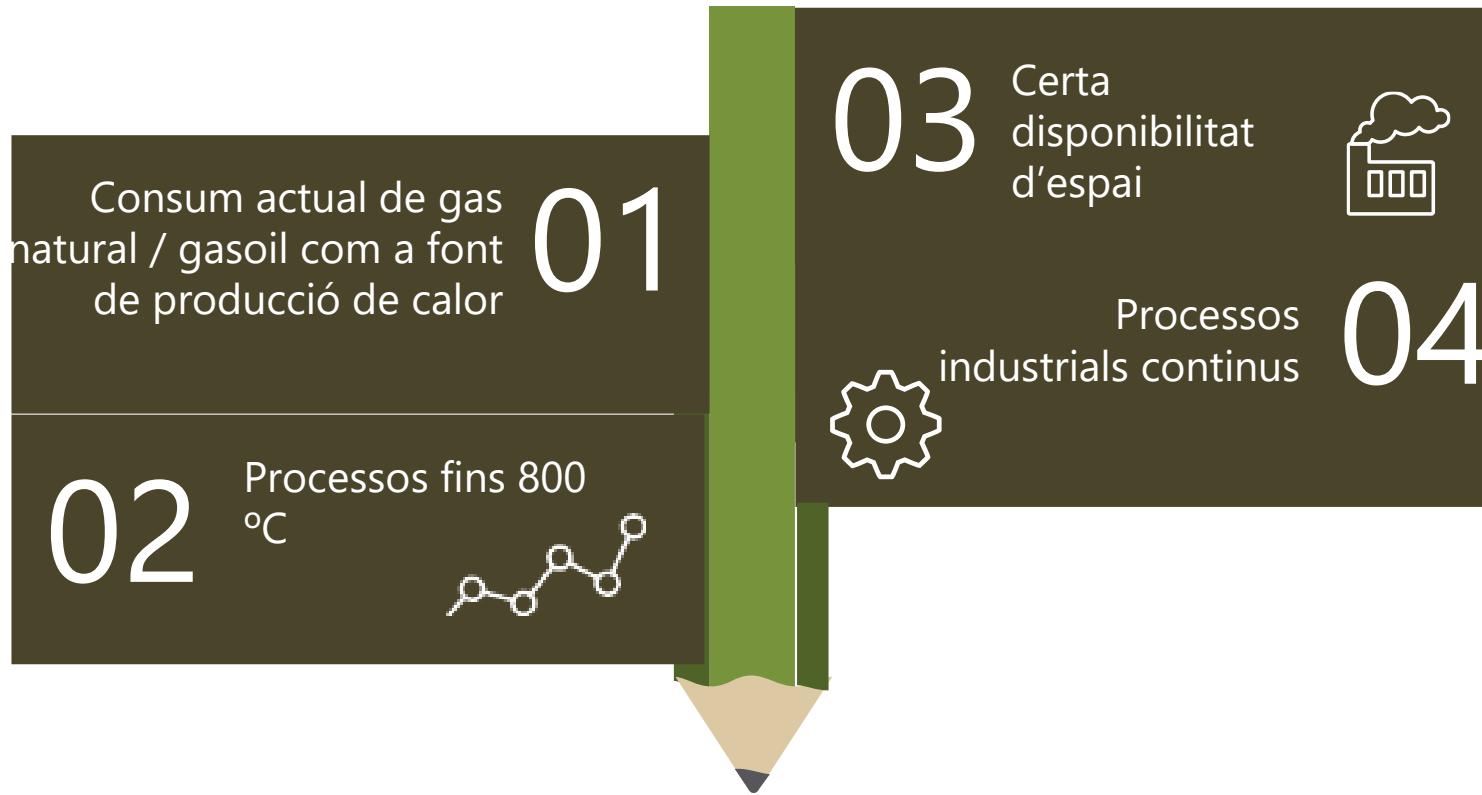 01
Consum actual de gas
natural / gasoil com a font
de producció de calor
02
Processos fins 800
ºC
03
Certa
disponibilitat
d’espai
04
Processos
industrials continus